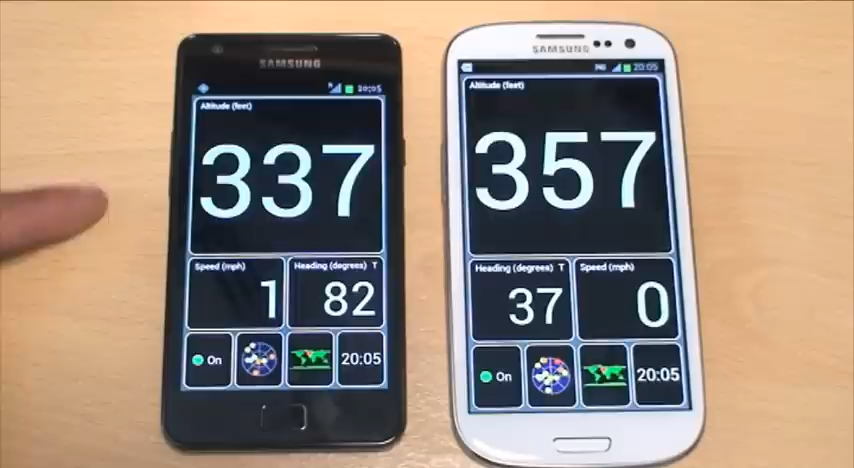 SAMSUNG
20:05
Altitude (feet)
337
Speed (mph)
1
Heading (degrees) T
82
On
20:05
SAMSUNG
20:05
Altitude (feet)
357
Heading (degrees) T
37
Speed (mph)
0
On
20:05